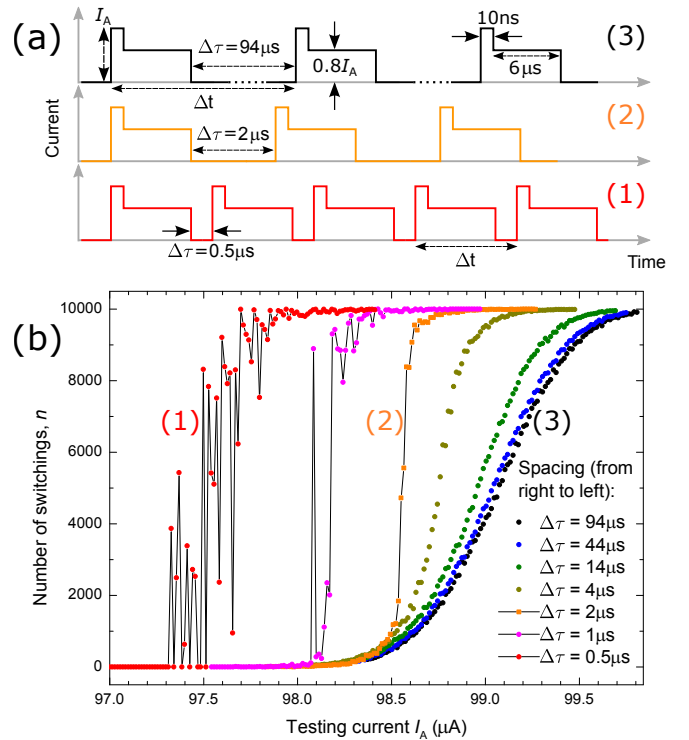 (a)
I_A
Δτ=94μs
0.8I_A
10ns
6μs
(3)
Δt
Current
Δτ=2μs
(2)
(1)
Δτ=0.5μs
Δt
Time
(b)
10000
8000
6000
4000
2000
0
Number of switchings, n
(1)
(2)
(3)
Spacing (from
right to left):
Δτ = 94μs
Δτ = 44μs
Δτ = 14μs
Δτ = 4μs
Δτ = 2μs
Δτ = 1μs
Δτ = 0.5μs
97.0 97.5 98.0 98.5 99.0 99.5
Testing current I_A (μA)